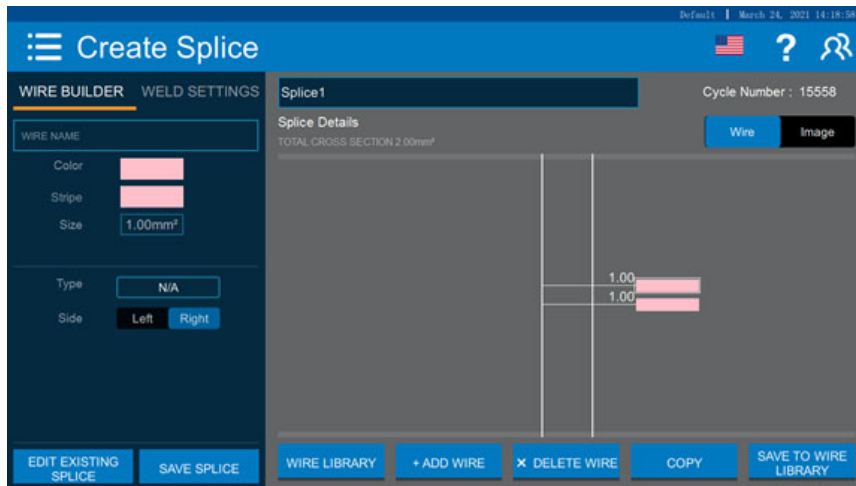 Default | March 24, 2021 14:18:58
Create Splice
?
WIRE BUILDER WELD SETTINGS
Splice1
Cycle Number : 15558
WIRE NAME
Splice Details
TOTAL CROSS SECTION 2.00mm²
Wire Image
Color
Stripe
Size 1.00mm²
1.00
1.00
Type N/A
Side Left Right
EDIT EXISTING
SPLICE
SAVE SPLICE
WIRE LIBRARY
+ ADD WIRE
× DELETE WIRE
COPY
SAVE TO WIRE
LIBRARY